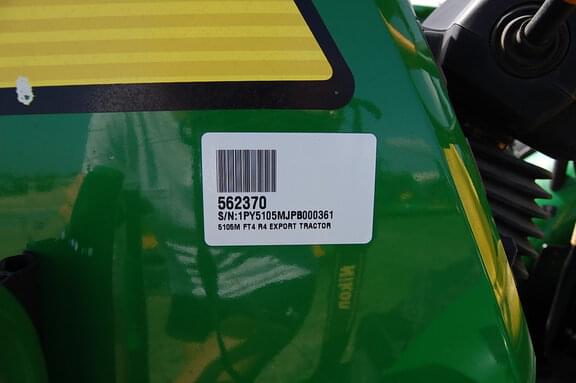 562370
S/N:1PY5105MJPB000361
5105M FT4 R4 EXPORT TRACTOR
Nikon